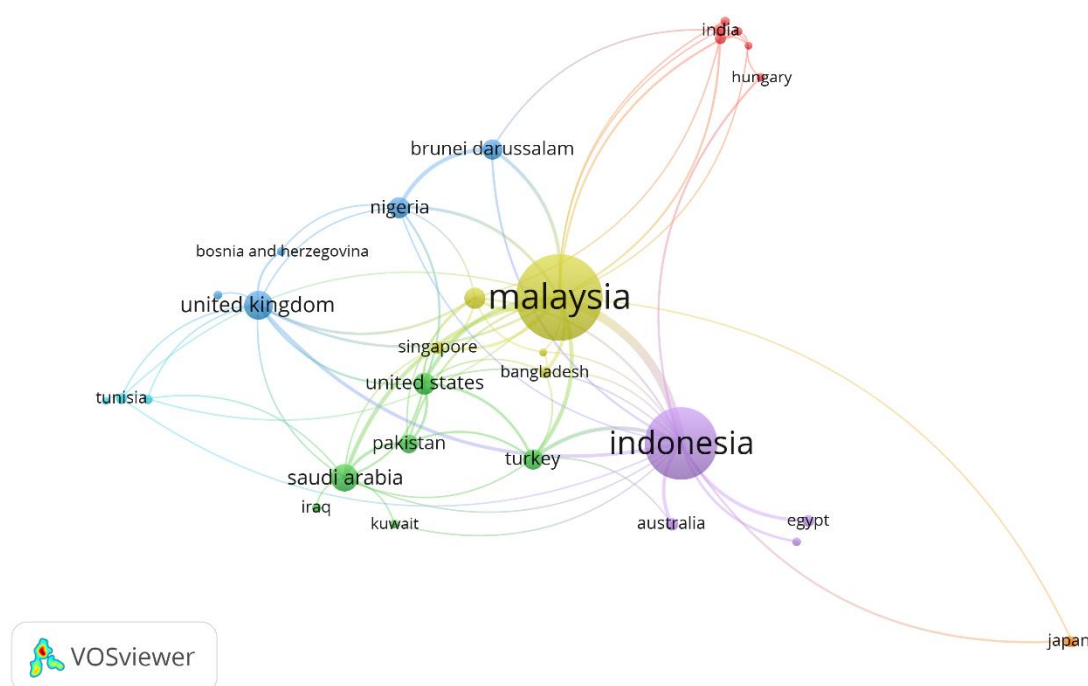 india
hungary
brunei darussalam
nigeria
bosnia and herzegovina
united kingdom
malaysia
singapore
bangladesh
united states
tunisia
pakistan
indonesia
turkey
saudi arabia
iraq
kuwait
australia
egypt
japan
VOSviewer